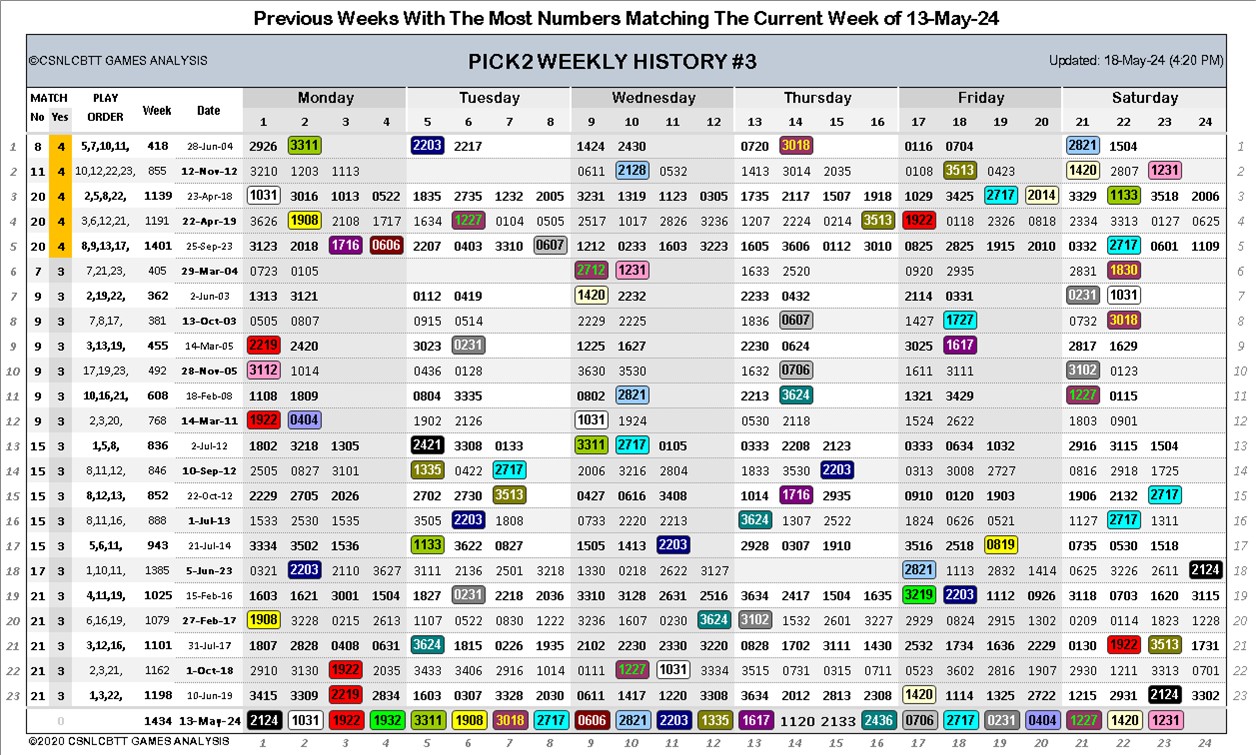 Previous Weeks With The Most Numbers Matching The Current Week of 13-May-24
©CSNLCBTT GAMES ANALYSIS PICK2 WEEKLY HISTORY #3 Updated: 18-May-24 (4:20 PM)
MATCH PLAY Week Date Monday Tuesday Wednesday Thursday Friday Saturday
No Yes ORDER 1 2 3 4 5 6 7 8 9 10 11 12 13 14 15 16 17 18 19 20 21 22 23 24
1 8 4 5,7,10,11, 418 28-Jun-04 2926 3311 2203 2217 1424 2430 0720 3018 0116 0704 2821 1504 1
2 11 4 10,12,22,23, 855 12-Nov-12 3210 1203 1113 0611 2128 0532 1413 3014 2035 0108 3513 0423 1420 2807 1231 2
3 20 4 2,5,8,22, 1139 23-Apr-18 1031 3016 1013 0522 1835 2735 1232 2005 3231 1319 1123 0305 1735 2117 1507 1918 1029 3425 2717 2014 3329 1133 3518 2006 3
4 20 4 3,6,12,21, 1191 22-Apr-19 3626 1908 2108 1717 1634 1227 0104 0505 2517 1017 2826 3236 1207 2224 0214 3513 1922 0118 2326 0818 2334 3313 0127 0625 4
5 20 4 8,9,13,17, 1401 25-Sep-23 3123 2018 1716 0606 2207 0403 3310 0607 1212 0233 1603 3223 1605 3606 0112 3010 0825 2825 1915 2010 0332 2717 0601 1109 5
6 7 3 7,21,23, 405 29-Mar-04 0723 0105 2712 1231 1633 2520 0920 2935 2831 1830 6
7 9 3 2,19,22, 362 2-Jun-03 1313 3121 0112 0419 1420 2232 2233 0432 2114 0331 0231 1031 7
8 9 3 7,8,17, 381 13-Oct-03 0505 0807 0915 0514 2229 2225 1836 0607 1427 1727 0732 3018 8
9 9 3 3,13,19, 455 14-Mar-05 2219 2420 3023 0231 1225 1627 2230 0624 3025 1617 2817 1629 9
10 9 3 17,19,23, 492 28-Nov-05 3112 1014 0436 0128 3630 3530 1632 0706 1611 3111 3102 0123 10
11 9 3 10,16,21, 608 18-Feb-08 1108 1809 0804 3335 0802 2821 2213 3624 1321 3429 1227 0115 11
12 9 3 2,3,20, 768 14-Mar-11 1922 0404 1902 2126 1031 1924 0530 2118 1524 2622 1803 0901 12
13 15 3 1,5,8, 836 2-Jul-12 1802 3218 1305 2421 3308 0133 3311 2717 0105 0333 2208 2123 0333 0634 1032 2916 3115 1504 13
14 15 3 8,11,12, 846 10-Sep-12 2505 0827 3101 1335 0422 2717 2006 3216 2804 1833 3530 2203 0313 3008 2727 0816 2918 1725 14
15 15 3 8,12,13, 852 22-Oct-12 2229 2705 2026 2702 2730 3513 0427 0616 3408 1014 1716 2935 0910 0120 1903 1906 2132 2717 15
16 15 3 8,11,16, 888 1-Jul-13 1533 2530 1535 3505 2203 1808 0733 2220 2213 3624 1307 2522 1824 0626 0521 1127 2717 1311 16
17 15 3 5,6,11, 943 21-Jul-14 3334 3502 1536 1133 3622 0827 1505 1413 2203 2928 0307 1910 3516 2518 0819 0735 0530 1518 17
18 17 3 1,10,11, 1385 5-Jun-23 0321 2203 2110 3627 3111 2136 2501 3218 1330 0218 2622 3127 2821 1113 2832 1414 0625 3226 2611 2124 18
19 21 3 4,11,19, 1025 15-Feb-16 1603 1621 3001 1504 1827 0231 2218 2036 3310 3128 2631 2516 3634 2417 1504 1635 3219 2203 1112 0926 3118 0703 1620 3115 19
20 21 3 6,16,19, 1079 27-Feb-17 1908 3228 0215 2613 1107 0522 0830 1222 3236 1607 0230 3624 3102 1532 2601 3227 2929 0824 2915 1302 0209 0114 1823 1228 20
21 21 3 3,12,16, 1101 31-Jul-17 1807 2828 0408 0631 3624 1815 0226 1935 2102 2230 2330 3220 0828 1702 3111 1430 2532 1734 1636 2229 0130 1922 3513 1731 21
22 21 3 2,3,21, 1162 1-Oct-18 2910 3130 1922 2035 3433 3406 2916 1014 0111 1227 1031 3334 3515 0731 0315 0711 0523 3602 2816 1907 2930 1211 3313 0701 22
23 21 3 1,3,22, 1198 10-Jun-19 3415 3309 2219 2834 1603 0307 3328 2030 0611 1417 1220 3308 3634 2012 2813 2308 1420 1114 1325 2722 1215 2931 2124 3302 23
0 1434 13-May-24 2124 1031 1922 1932 3311 1908 3018 2717 0606 2821 2203 1335 1617 1120 2133 2436 0706 2717 0231 0404 1227 1420 1231
©2020 CSNLCBTT GAMES ANALYSIS 1 2 3 4 5 6 7 8 9 10 11 12 13 14 15 16 17 18 19 20 21 22 23 24